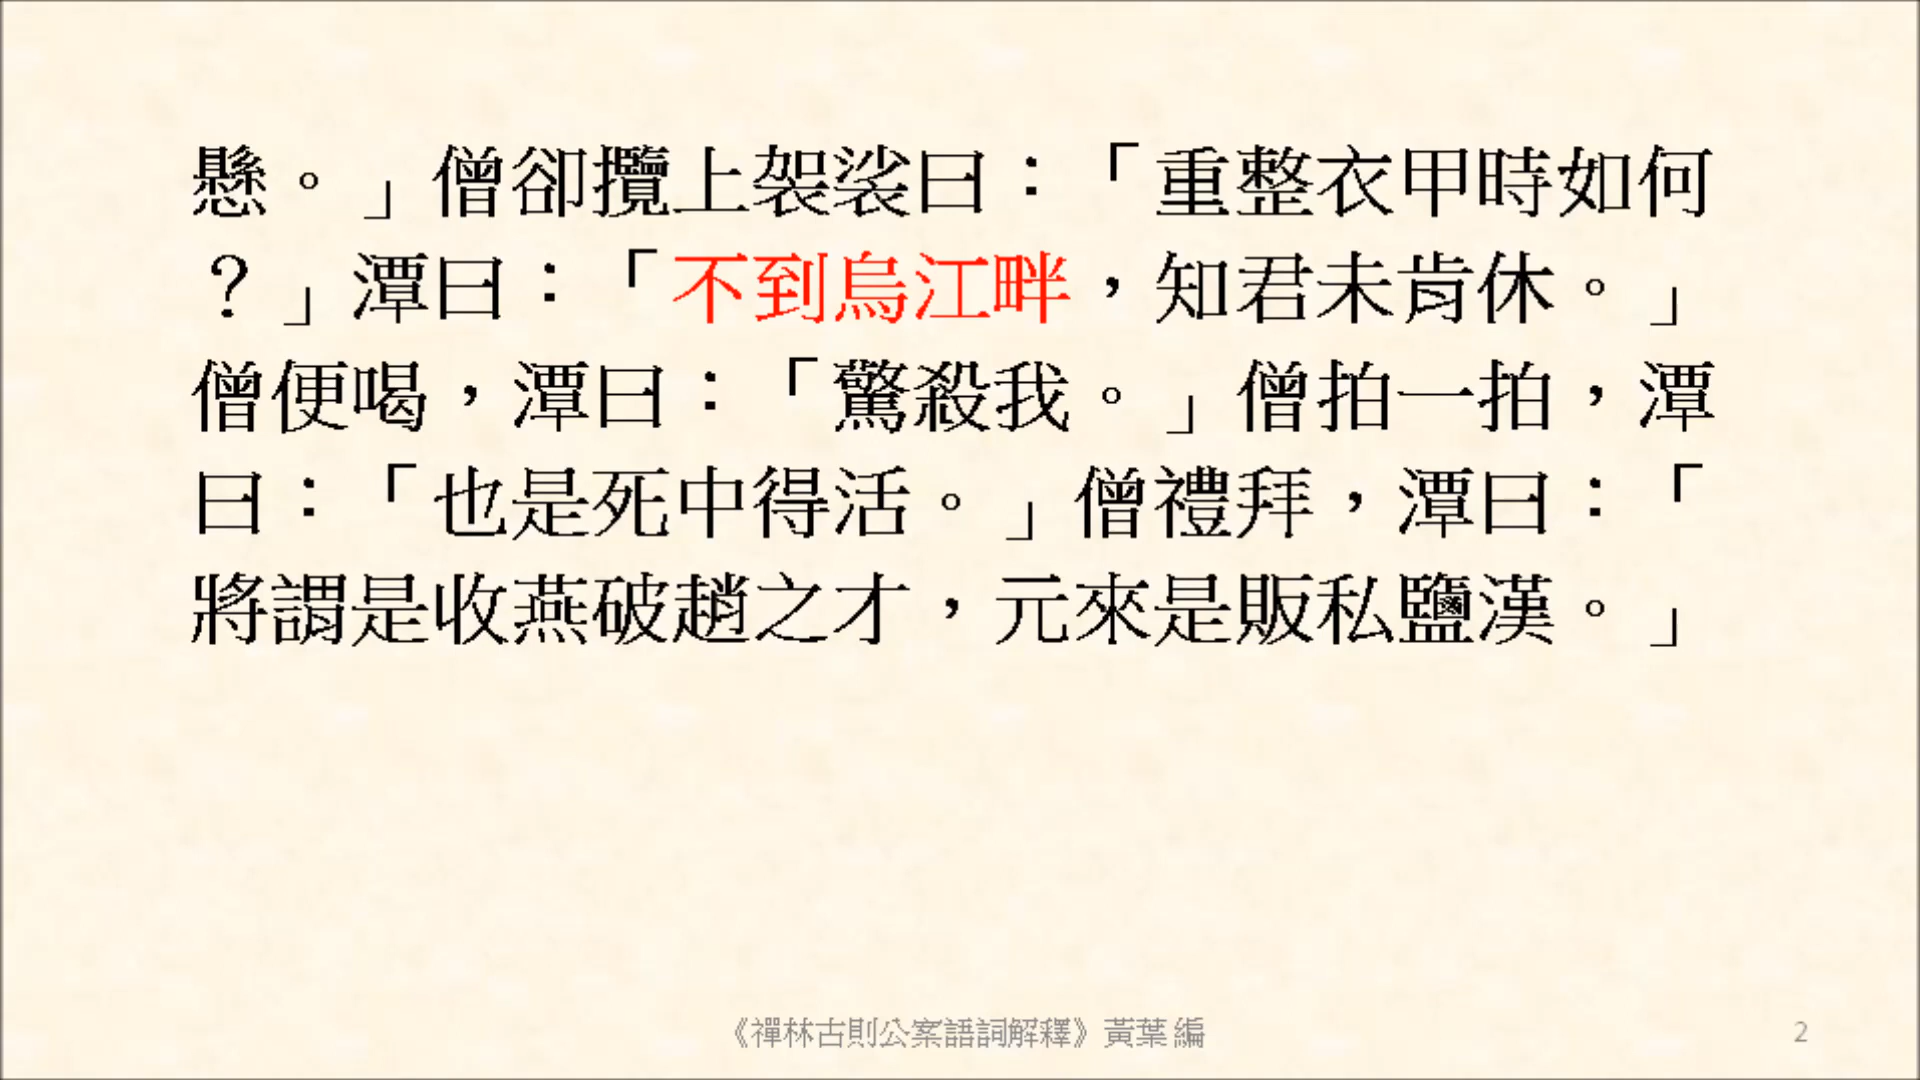 懸。」僧卻攬上袈裟曰：「重整衣甲時如何
？」潭曰：「不到烏江畔，知君未肯休。」
僧便喝，潭曰：「驚殺我。」僧拍一拍，潭
曰：「也是死中得活。」僧禮拜，潭曰：「
將謂是收燕破趙之才，元來是販私鹽漢。」
《禪林古則公案語詞解釋》黃葉 編
2